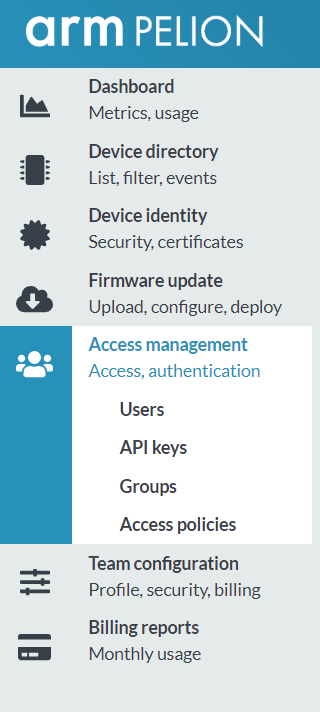 arm PELION
Dashboard
Metrics, usage
Device directory
List, filter, events
Device identity
Security, certificates
Firmware update
Upload, configure, deploy
Access management
Access, authentication
Users
API keys
Groups
Access policies
Team configuration
Profile, security, billing
Billing reports
Monthly usage